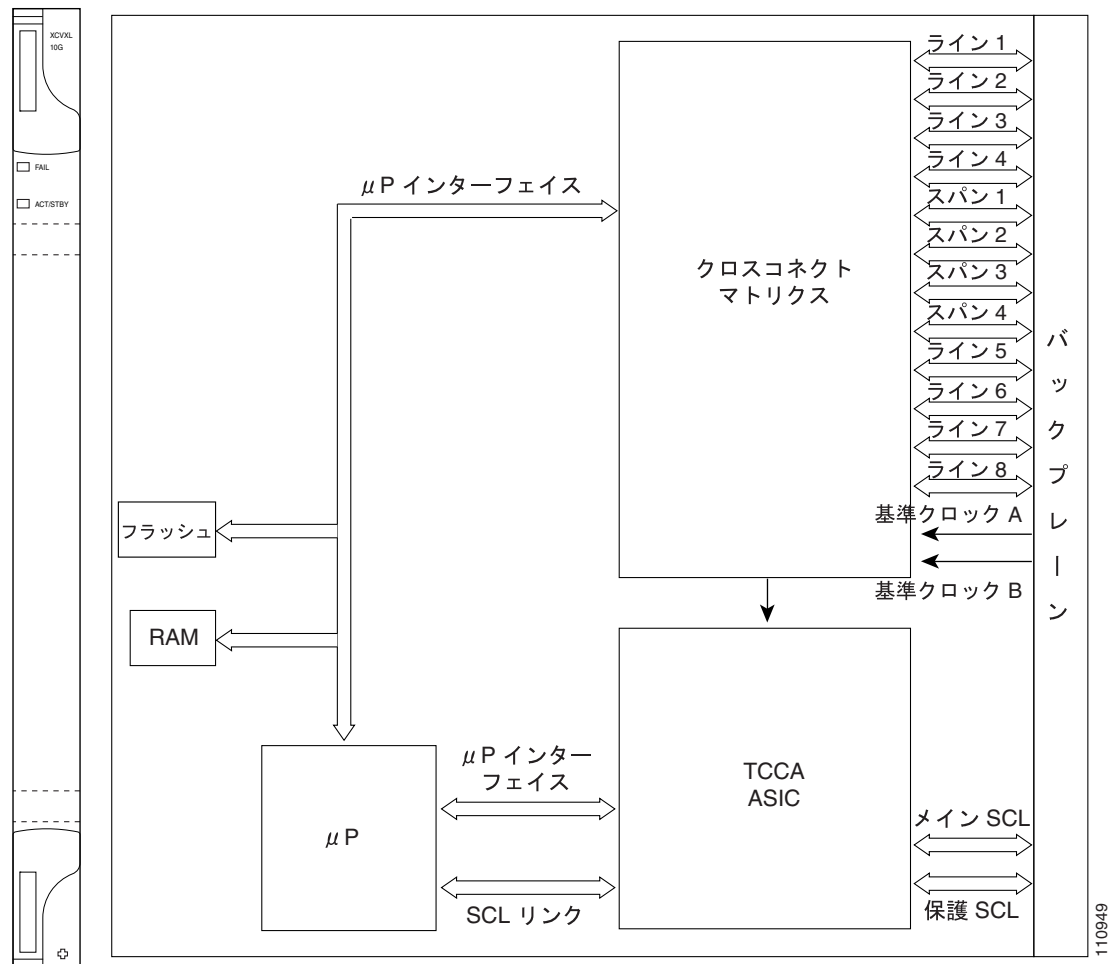 XCVXL
10G
FAIL
ACT/STBY
μP インターフェイス
クロスコネクト
マトリクス
ライン 1
ライン 2
ライン 3
ライン 4
スパン 1
スパン 2
スパン 3
スパン 4
ライン 5
ライン 6
ライン 7
ライン 8
基準クロック A
基準クロック B
バックプレーン
フラッシュ
RAM
μP
μP インター
フェイス
SCL リンク
TCCA
ASIC
メイン SCL
保護 SCL
110949